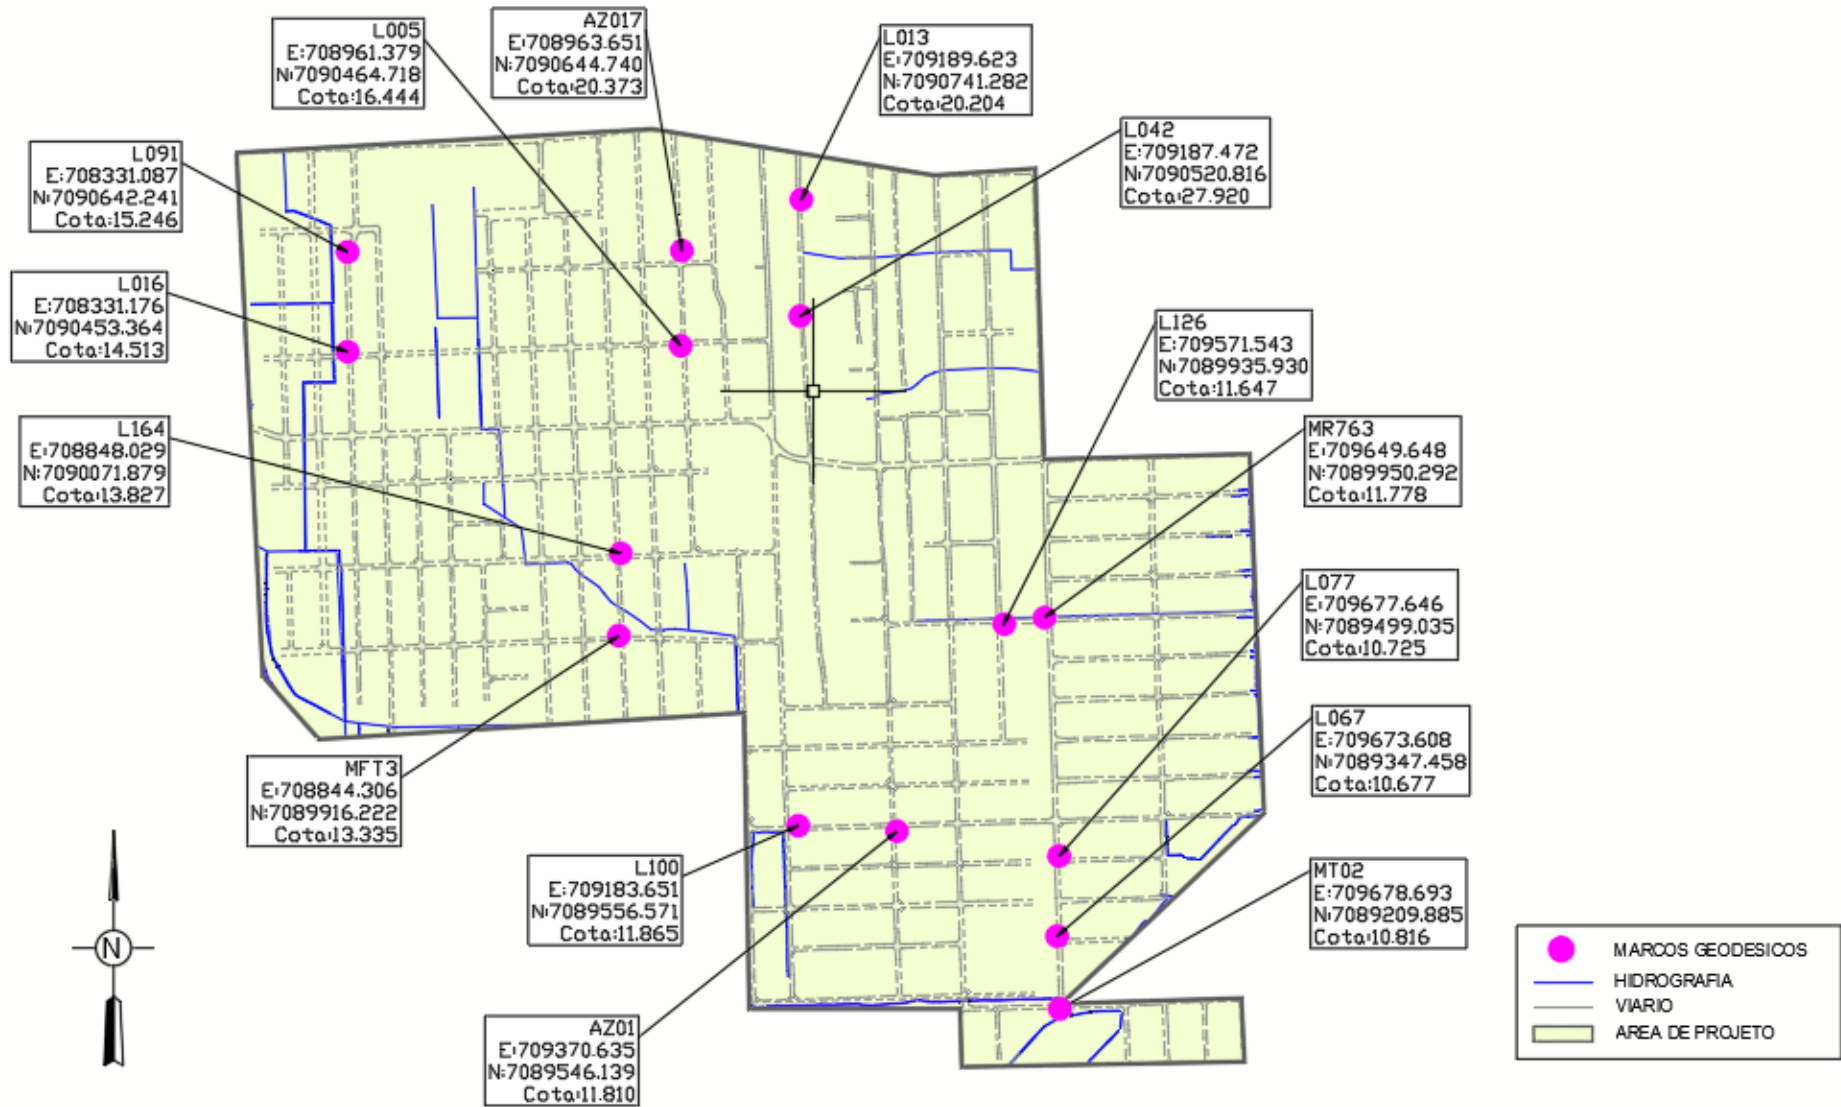 L005
E:708961.379
N:7090464.718
Cota:16.444
AZ017
E:708963.651
N:7090644.740
Cota:20.373
L013
E:709189.623
N:7090741.282
Cota:20.204
L042
E:709187.472
N:7090520.816
Cota:27.920
L091
E:708331.087
N:7090642.241
Cota:15.246
L016
E:708331.176
N:7090453.364
Cota:14.513
L126
E:709571.543
N:7089935.930
Cota:11.647
L164
E:708848.029
N:7090071.879
Cota:13.827
MR763
E:709649.648
N:7089950.292
Cota:11.778
L077
E:709677.646
N:7089499.035
Cota:10.725
L067
E:709673.608
N:7089347.458
Cota:10.677
MFT3
E:708844.306
N:7089916.222
Cota:13.335
L100
E:709183.651
N:7089556.571
Cota:11.865
MT02
E:709678.693
N:7089209.885
Cota:10.816
AZ01
E:709370.635
N:7089546.139
Cota:11.810
N
MARCOS GEODESICOS
HIDROGRAFIA
VIARIO
AREA DE PROJETO